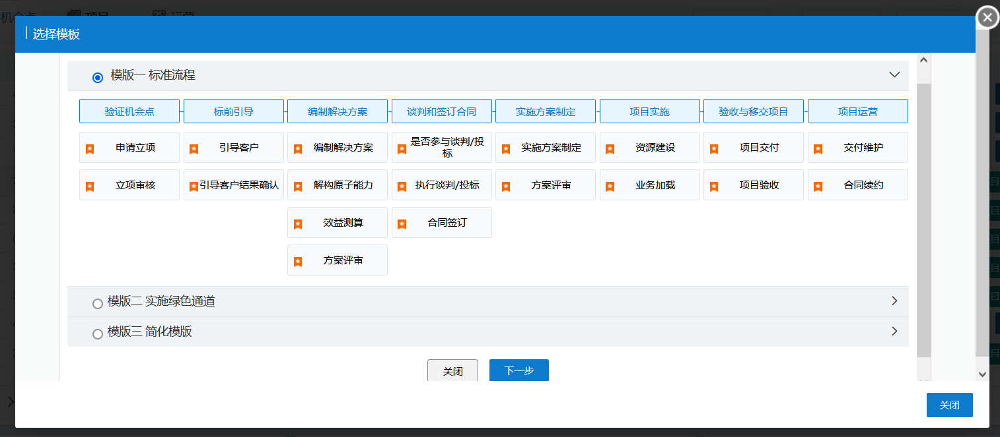 机会点 项目 运营
选择模板
模版一 标准流程
验证机会点 标前引导 编制解决方案 谈判和签订合同 实施方案制定 项目实施 验收与移交项目 项目运营
申请立项 引导客户 编制解决方案 是否参与谈判/投标 实施方案制定 资源建设 项目交付 交付维护
立项审核 引导客户结果确认 解构原子能力 执行谈判/投标 方案评审 业务加载 项目验收 合同续约
效益测算 合同签订
方案评审
模版二 实施绿色通道
模版三 简化模版
关闭 下一步
关闭